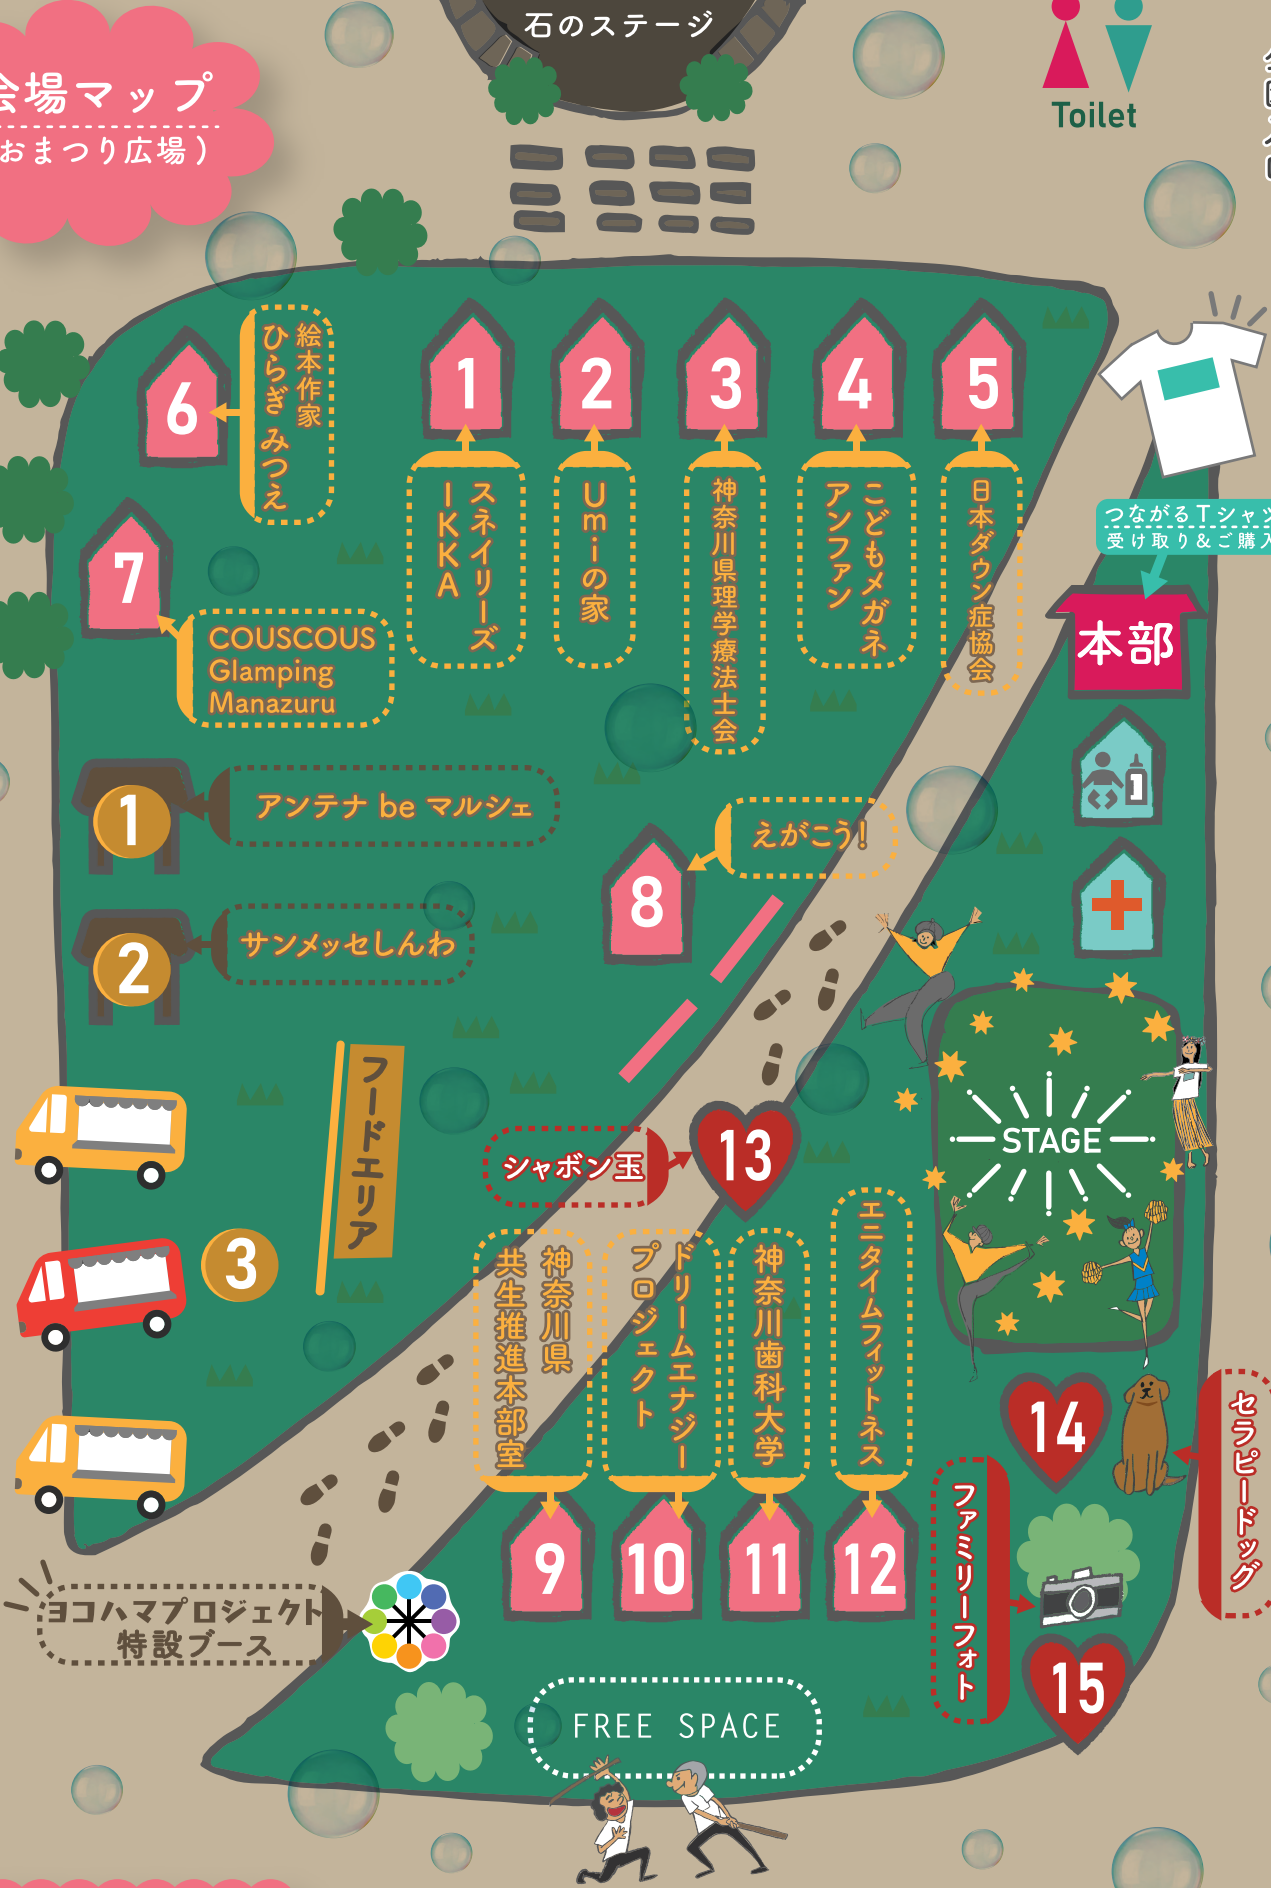 石のステージ
会場マップ
おまつり広場)
Toilet
1
2
3
4
5
6
絵本作家
ひらぎ みつえ
スネイリーズ
IKKA
Umiの家
神奈川県理学療法士会
こどもメガネ
アンファン
日本ダウン症協会
つながるTシャツ
受け取り&ご購入
本部
7
COUSCOUS
Glamping
Manazuru
1
アンテナ be マルシェ
2
サンメッセしんわ
8
えがこう!
フードエリア
3
シャボン玉
13
STAGE
神奈川県
共生推進本部室
ドリームエナジー
プロジェクト
神奈川歯科大学
エニタイムフィットネス
9
10
11
12
14
セラピードッグ
ファミリーフォト
15
ヨコハマプロジェクト
特設ブース
FREE SPACE